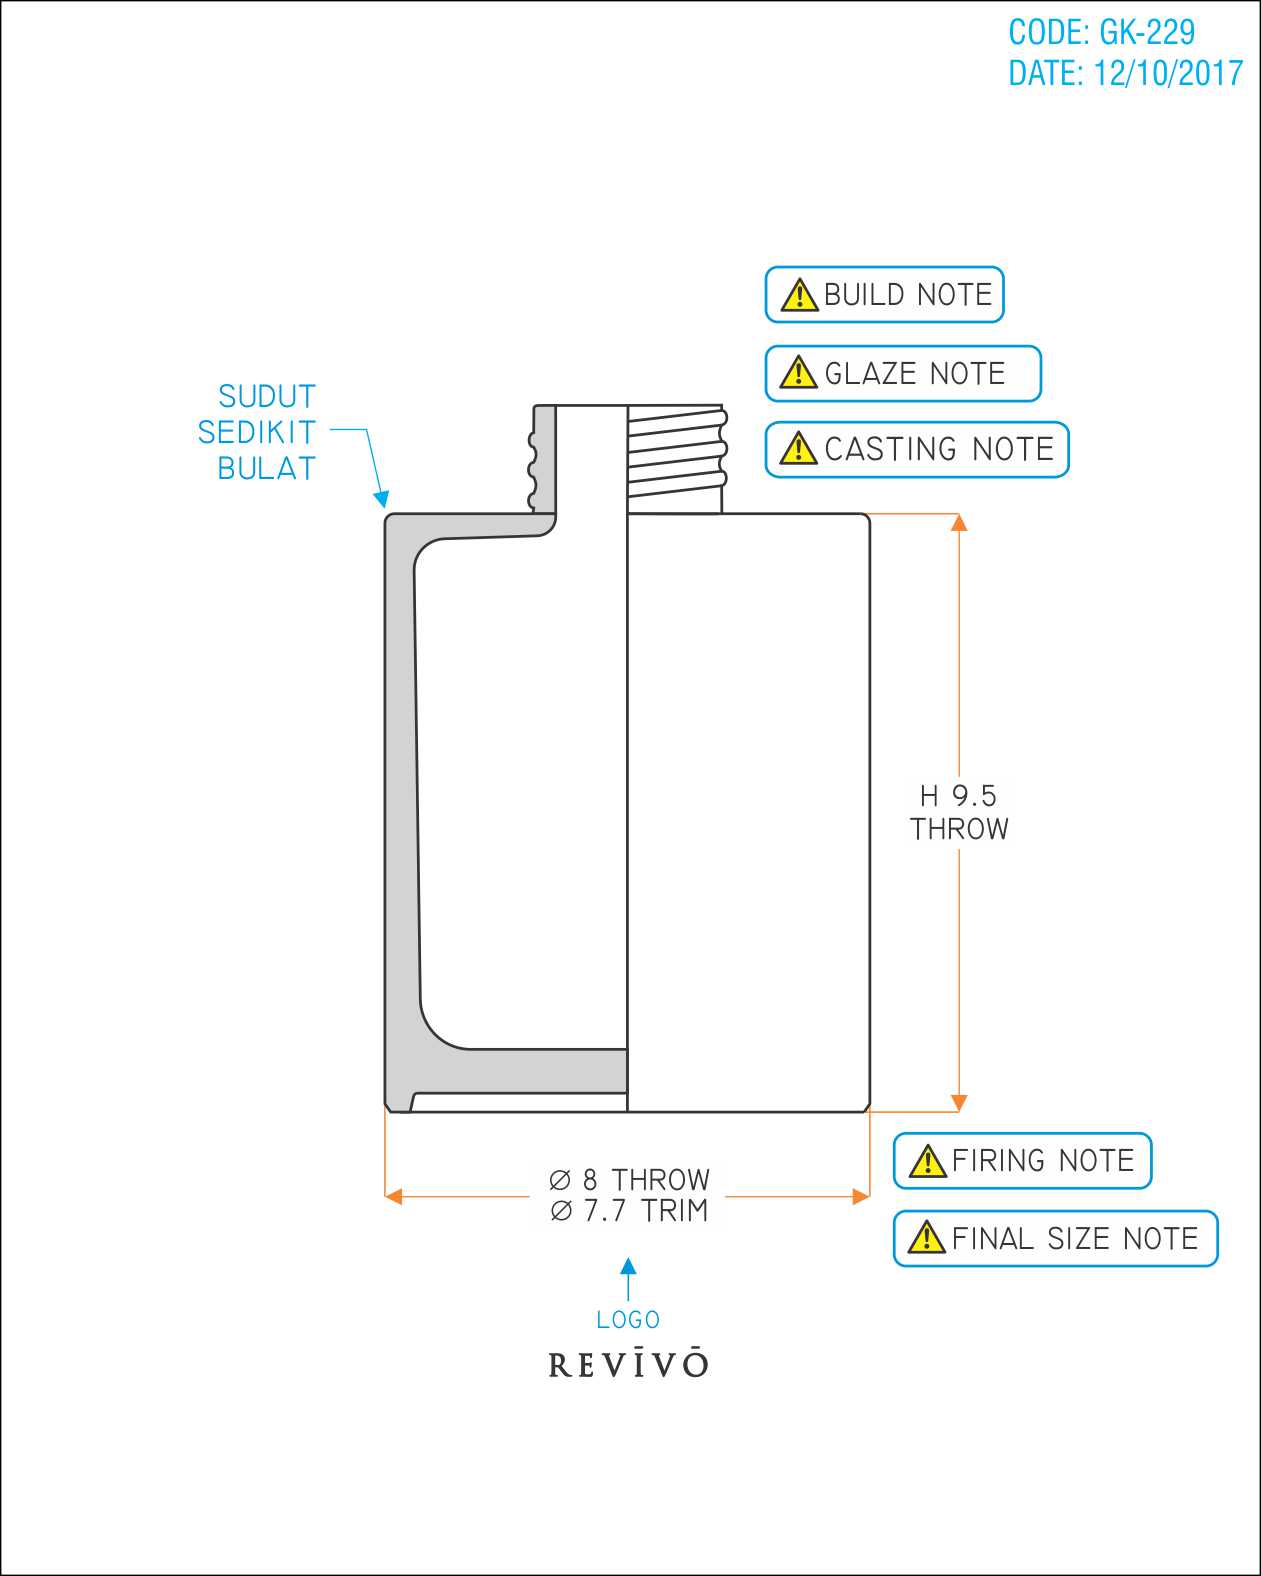 CODE: GK-229
DATE: 12/10/2017
BUILD NOTE
GLAZE NOTE
CASTING NOTE
SUDUT
SEDIKIT
BULAT
H 9.5
THROW
FIRING NOTE
FINAL SIZE NOTE
∅ 8 THROW
∅ 7.7 TRIM
LOGO
REVĪVŌ